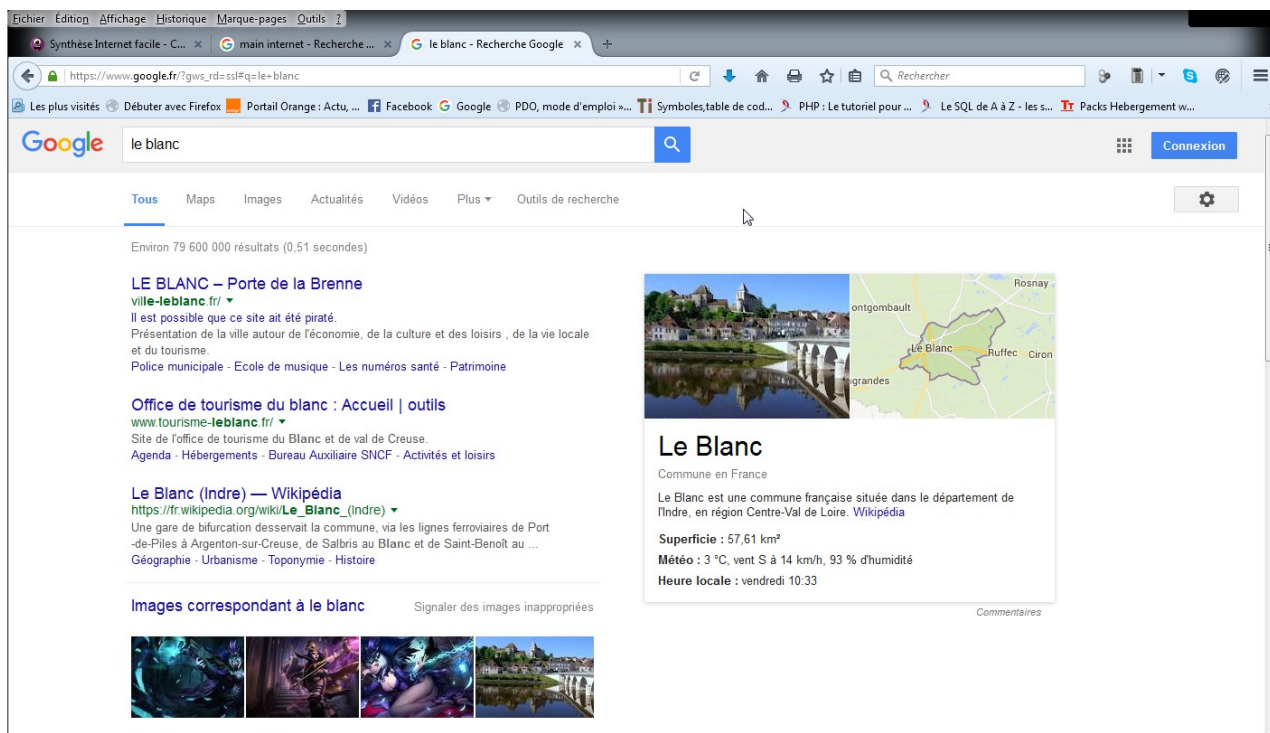 Fichier Édition Affichage Historique Marque-pages Outils ?
Synthèse Internet facile - C... × main internet - Recherche ... × le blanc - Recherche Google × +
https://www.google.fr/?gws_rd=ssl#q=le+blanc Rechercher
Les plus visités Débuter avec Firefox Portail Orange : Actu, ... Facebook Google PDO, mode d'emploi »... Symboles,table de cod... PHP : Le tutoriel pour ... Le SQL de A à Z - les s... Packs Hebergement w...
Google le blanc Connexion
Tous Maps Images Actualités Vidéos Plus Outils de recherche
Environ 79 600 000 résultats (0,51 secondes)
LE BLANC – Porte de la Brenne
ville-leblanc.fr/
Il est possible que ce site ait été piraté.
Présentation de la ville autour de l'économie, de la culture et des loisirs , de la vie locale
et du tourisme.
Police municipale - Ecole de musique - Les numéros santé - Patrimoine
Office de tourisme du blanc : Accueil | outils
www.tourisme-leblanc.fr/
Site de l'office de tourisme du Blanc et de val de Creuse.
Agenda - Hébergements - Bureau Auxiliaire SNCF - Activités et loisirs
Le Blanc (Indre) — Wikipédia
https://fr.wikipedia.org/wiki/Le_Blanc_(Indre)
Une gare de bifurcation desservait la commune, via les lignes ferroviaires de Port
-de-Piles à Argenton-sur-Creuse, de Salbris au Blanc et de Saint-Benoît au ...
Géographie - Urbanisme - Toponymie - Histoire
Images correspondant à le blanc Signaler des images inappropriées
Rosnay
ontgombault
Le Blanc
Ruffec Ciron
grandes
Le Blanc
Commune en France
Le Blanc est une commune française située dans le département de
l'Indre, en région Centre-Val de Loire. Wikipédia
Superficie : 57,61 km²
Météo : 3 °C, vent S à 14 km/h, 93 % d'humidité
Heure locale : vendredi 10:33
Commentaires